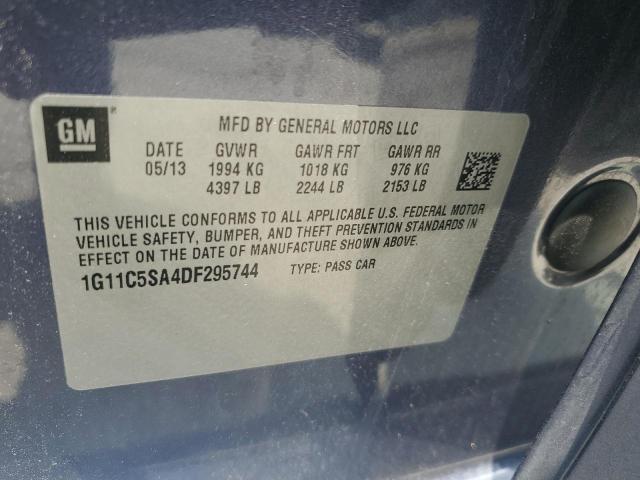 GM
MFD BY GENERAL MOTORS LLC
DATE GVWR GAWR FRT GAWR RR
05/13 1994 KG 1018 KG 976 KG
4397 LB 2244 LB 2153 LB
THIS VEHICLE CONFORMS TO ALL APPLICABLE U.S. FEDERAL MOTOR
VEHICLE SAFETY, BUMPER, AND THEFT PREVENTION STANDARDS IN
EFFECT ON THE DATE OF MANUFACTURE SHOWN ABOVE.
1G11C5SA4DF295744 TYPE: PASS CAR